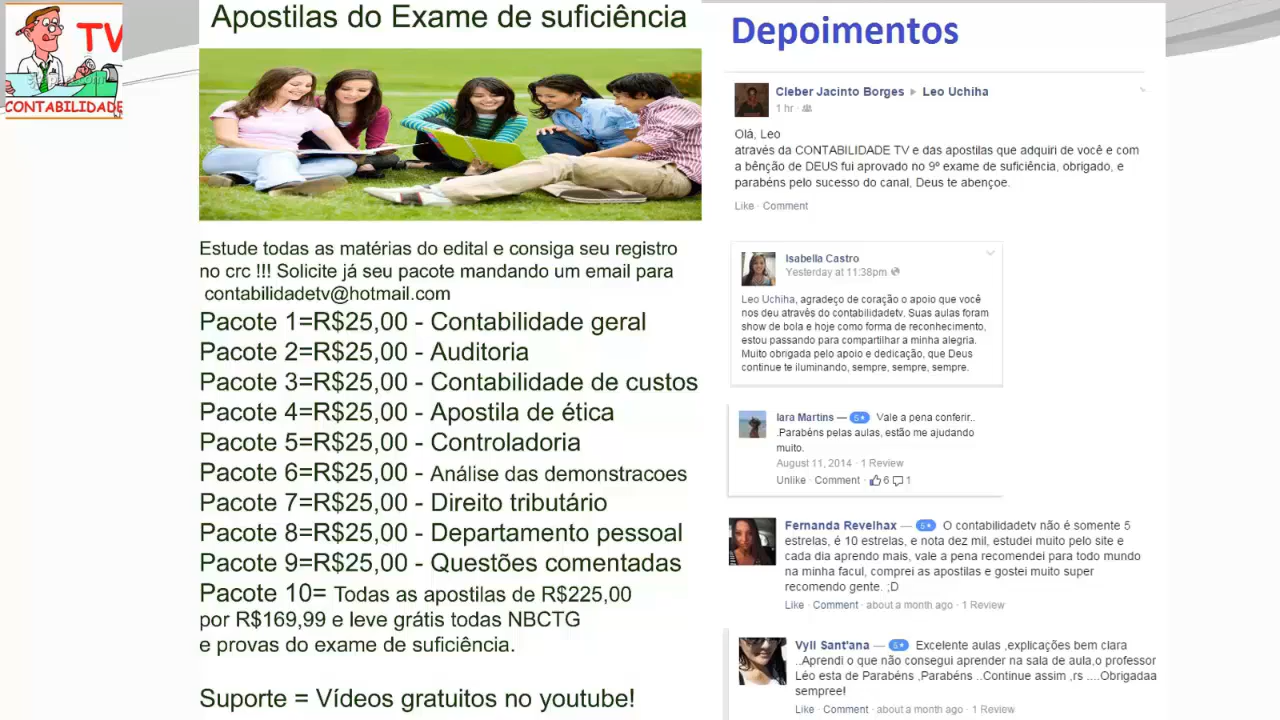 TV
CONTABILIDADE
Apostilas do Exame de suficiência
Estude todas as matérias do edital e consiga seu registro
no crc !!! Solicite já seu pacote mandando um email para
contabilidadetv@hotmail.com
Pacote 1=R$25,00 - Contabilidade geral
Pacote 2=R$25,00 - Auditoria
Pacote 3=R$25,00 - Contabilidade de custos
Pacote 4=R$25,00 - Apostila de ética
Pacote 5=R$25,00 - Controladoria
Pacote 6=R$25,00 - Análise das demonstracoes
Pacote 7=R$25,00 - Direito tributário
Pacote 8=R$25,00 - Departamento pessoal
Pacote 9=R$25,00 - Questões comentadas
Pacote 10= Todas as apostilas de R$225,00
por R$169,99 e leve grátis todas NBCTG
e provas do exame de suficiência.
Suporte = Vídeos gratuitos no youtube!
Depoimentos
Cleber Jacinto Borges ▸ Leo Uchiha
1 hr ·
Olá, Leo
através da CONTABILIDADE TV e das apostilas que adquiri de você e com
a bênção de DEUS fui aprovado no 9º exame de suficiência, obrigado, e
parabéns pelo sucesso do canal, Deus te abençoe.
Like · Comment
Isabella Castro
Yesterday at 11:38pm
Leo Uchiha, agradeço de coração o apoio que você
nos deu através do contabilidadetv. Suas aulas foram
show de bola e hoje como forma de reconhecimento,
estou passando para compartilhar a minha alegria.
Muito obrigada pelo apoio e dedicação, que Deus
continue te iluminando, sempre, sempre, sempre.
Iara Martins — 5★ Vale a pena conferir..
.Parabéns pelas aulas, estão me ajudando
muito.
August 11, 2014 · 1 Review
Unlike · Comment · 6 1
Fernanda Revelhax — 5★ O contabilidadetv não é somente 5
estrelas, é 10 estrelas, e nota dez mil, estudei muito pelo site e
cada dia aprendo mais, vale a pena recomendei para todo mundo
na minha facul, comprei as apostilas e gostei muito super
recomendo gente. ;D
Like · Comment · about a month ago · 1 Review
Vyll Sant'ana — 5★ Excelente aulas ,explicações bem clara
..Aprendi o que não consegui aprender na sala de aula,o professor
Léo esta de Parabéns ,Parabéns ..Continue assim ,rs ....Obrigadaa
sempree!
Like · Comment · about a month ago · 1 Review